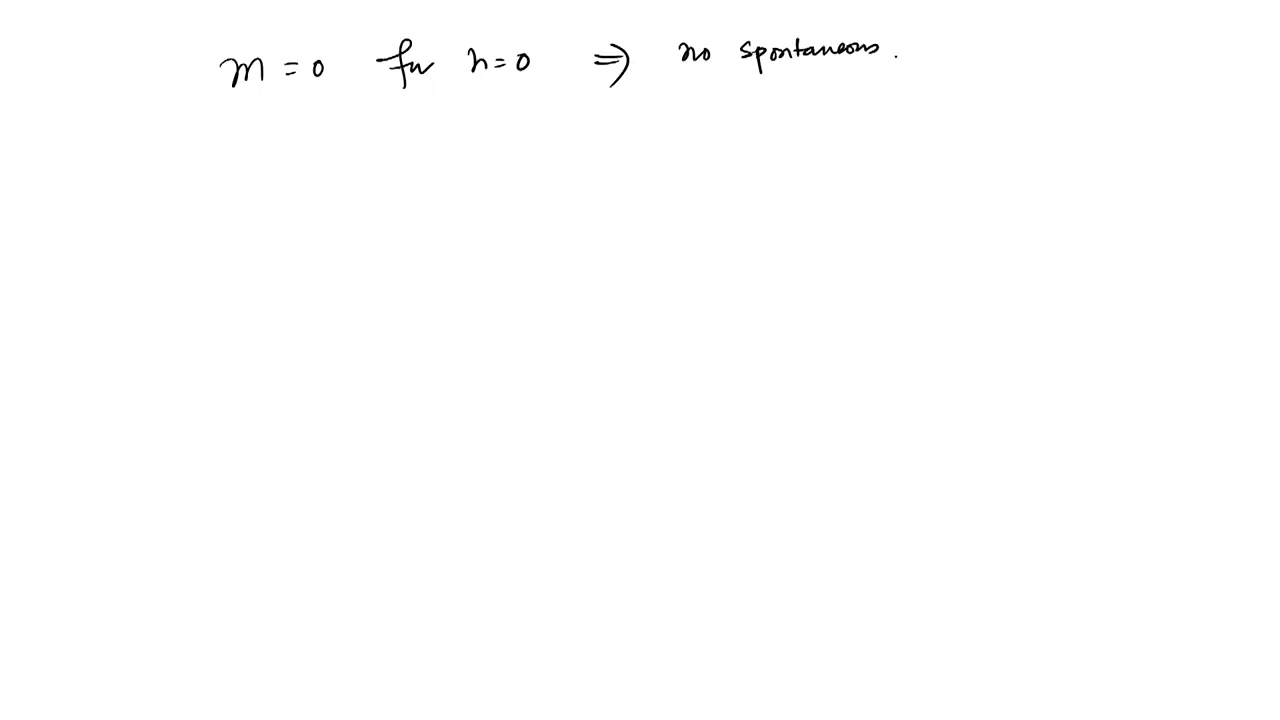 m = 0 for h = 0 ⇒ no spontaneous.